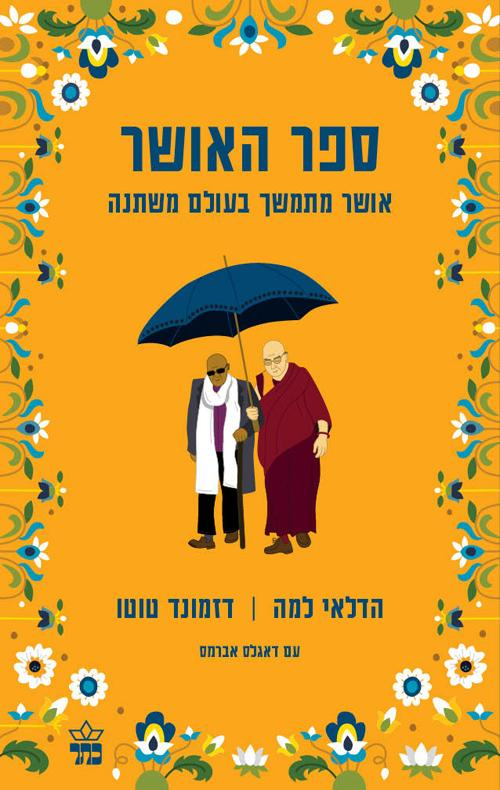 ספר האושר
אושר מתמשך בעולם משתנה
הדלאי למה | דזמונד טוטו
עם דאגלס אברמס
כתר